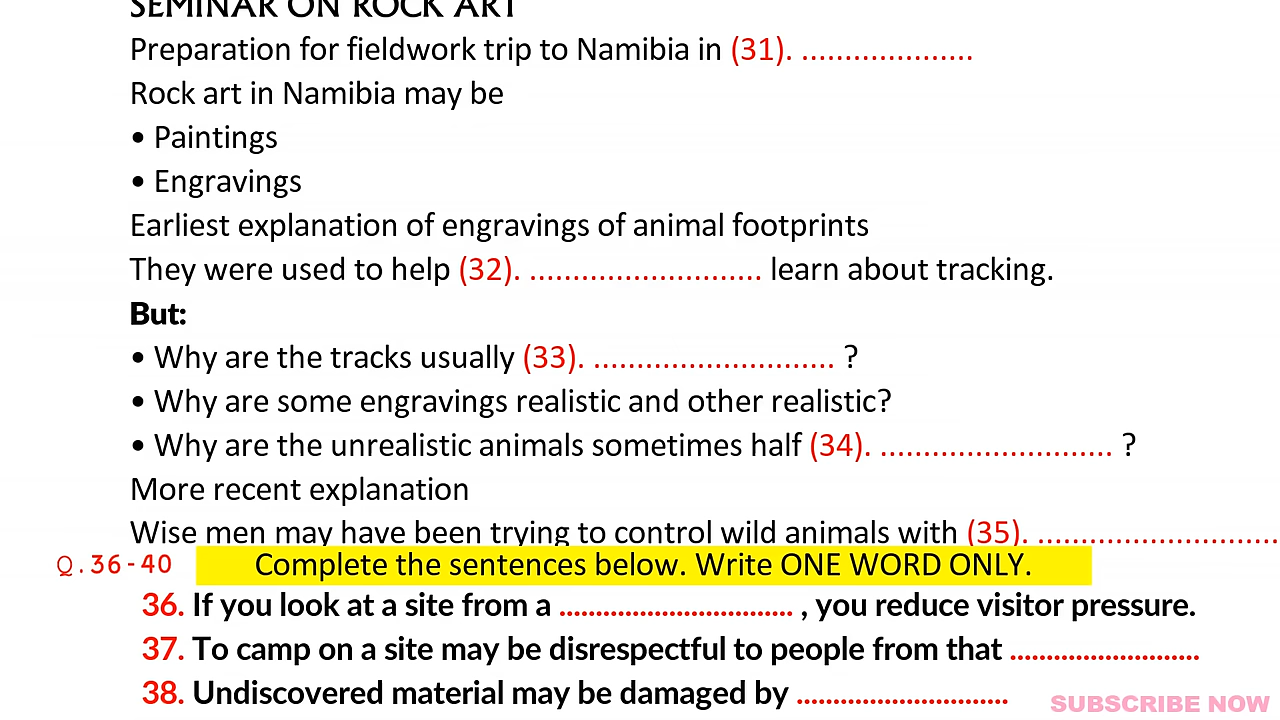 SEMINAR ON ROCK ART
Preparation for fieldwork trip to Namibia in (31). ....................
Rock art in Namibia may be
• Paintings
• Engravings
Earliest explanation of engravings of animal footprints
They were used to help (32). ........................... learn about tracking.
But:
• Why are the tracks usually (33). ............................ ?
• Why are some engravings realistic and other realistic?
• Why are the unrealistic animals sometimes half (34). ........................... ?
More recent explanation
Wise men may have been trying to control wild animals with (35). ............................
Q.36-40 Complete the sentences below. Write ONE WORD ONLY.
36. If you look at a site from a ................................. , you reduce visitor pressure.
37. To camp on a site may be disrespectful to people from that ...........................
38. Undiscovered material may be damaged by ..............................
SUBSCRIBE NOW